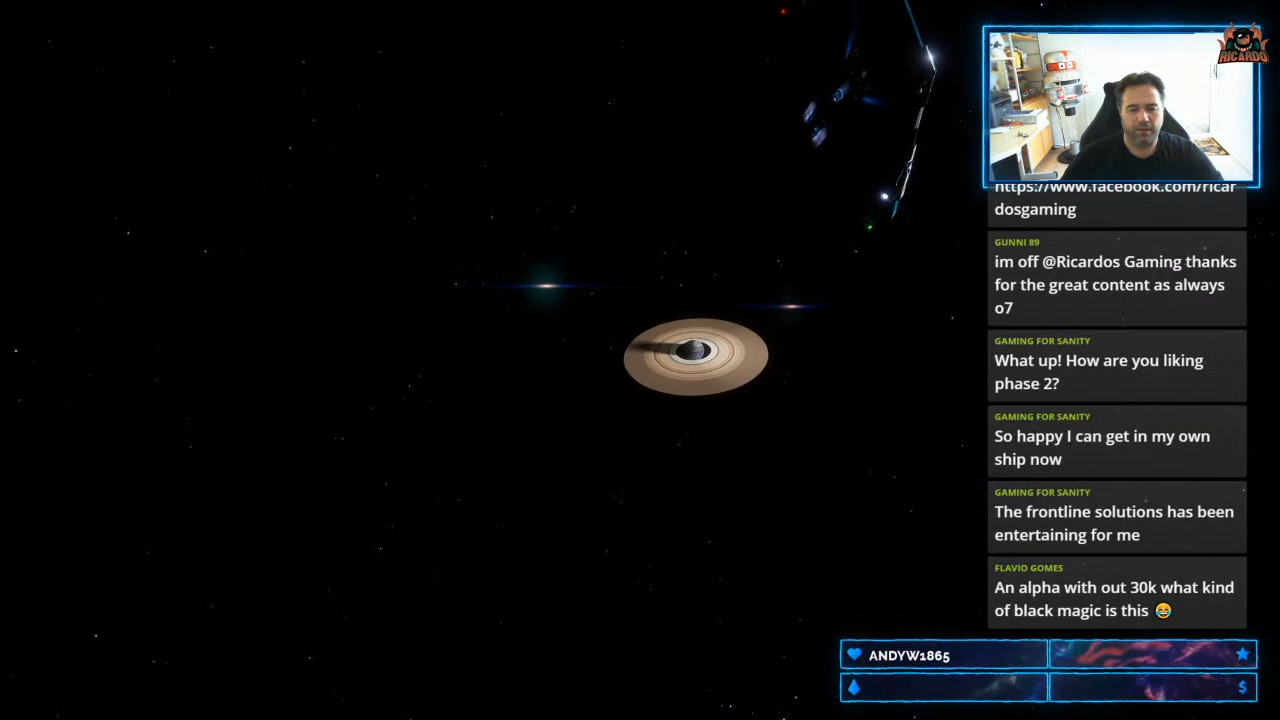 RICARDO
https://www.facebook.com/ricar
dosgaming
GUNNI 89
im off @Ricardos Gaming thanks
for the great content as always
o7
GAMING FOR SANITY
What up! How are you liking
phase 2?
GAMING FOR SANITY
So happy I can get in my own
ship now
GAMING FOR SANITY
The frontline solutions has been
entertaining for me
FLAVIO GOMES
An alpha with out 30k what kind
of black magic is this 😂
ANDYW1865
$